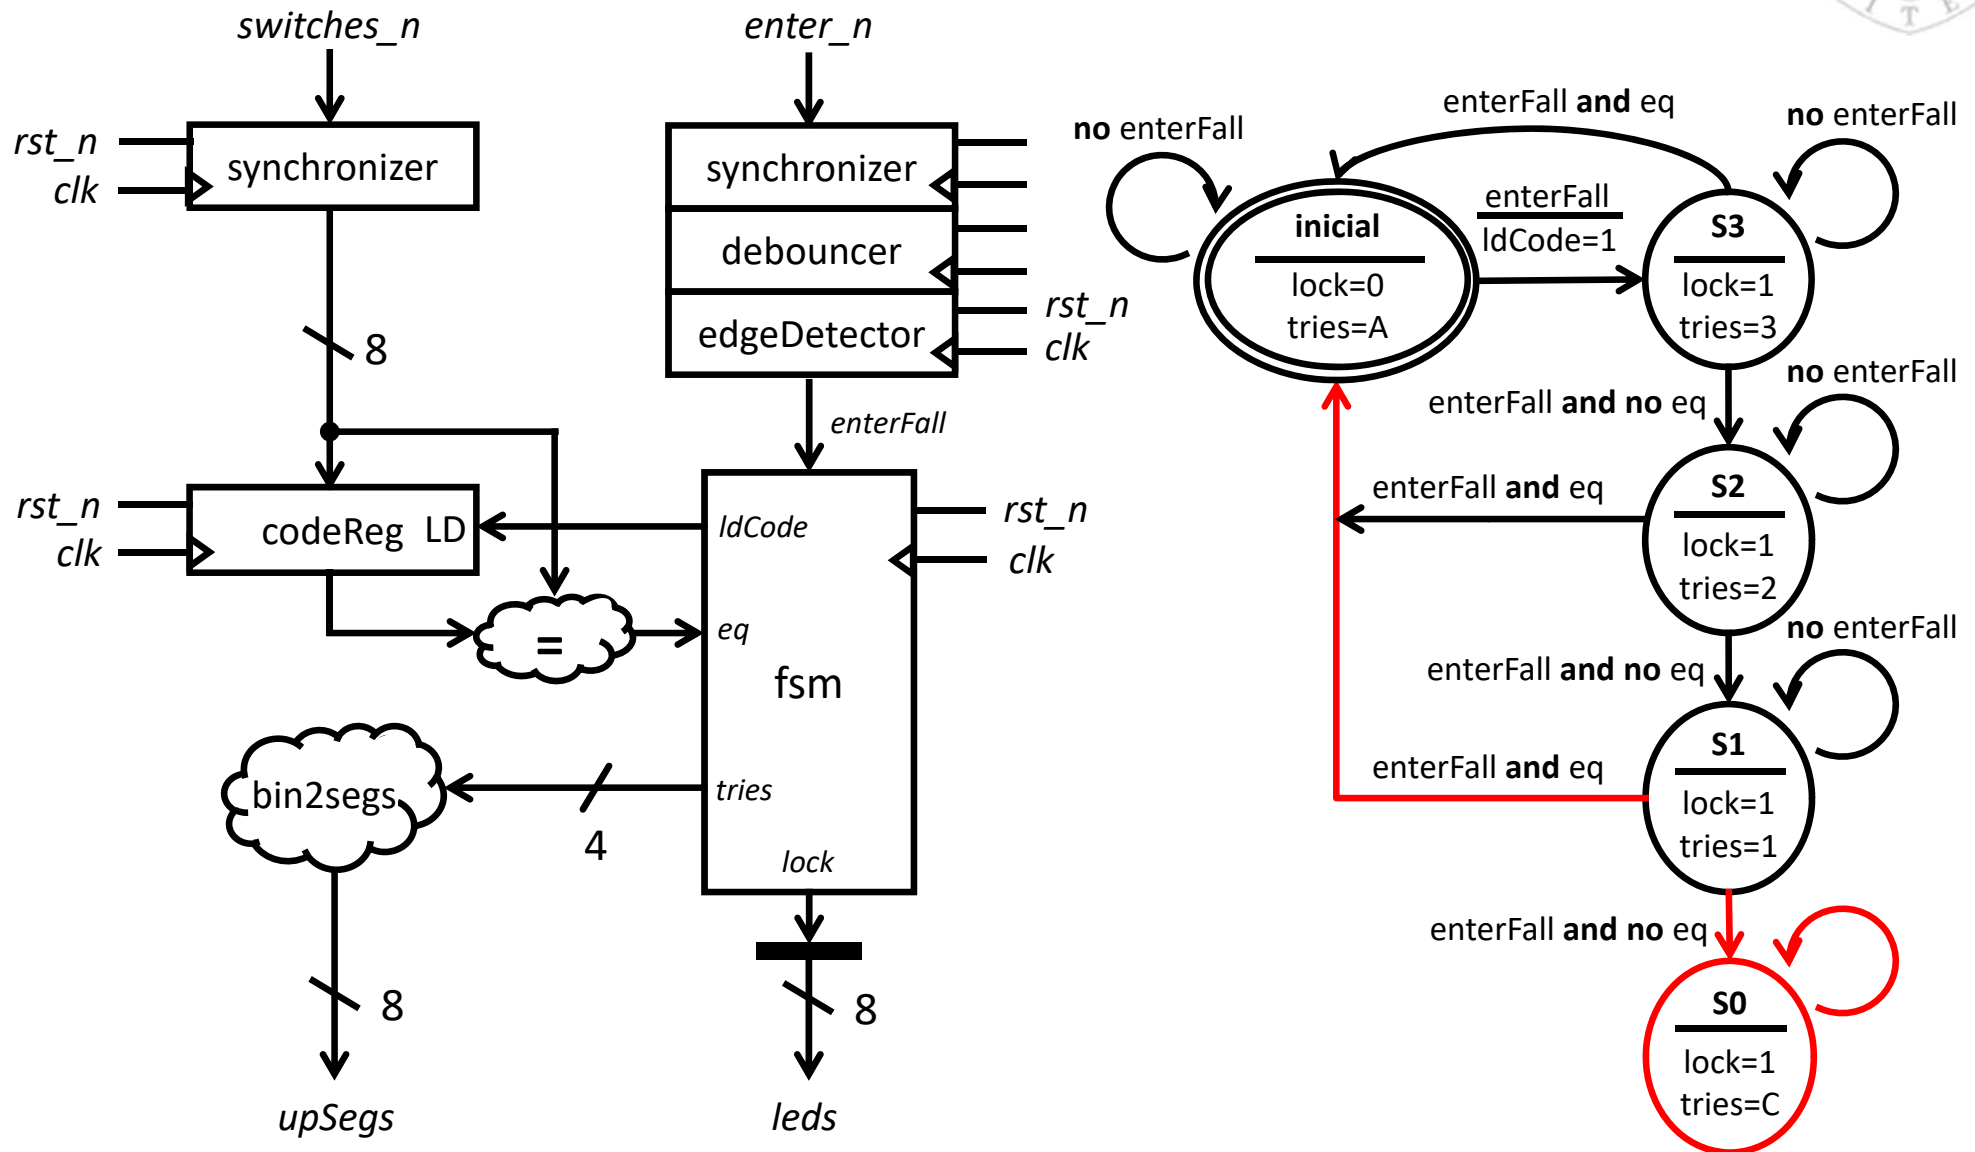 I T E
switches_n
enter_n
rst_n
clk
synchronizer
synchronizer
debouncer
edgeDetector
rst_n
clk
8
enterFall
rst_n
clk
codeReg LD
ldCode
rst_n
clk
=
eq
fsm
bin2segs
tries
4
lock
8
8
upSegs
leds
no enterFall
enterFall and eq
no enterFall
inicial
lock=0
tries=A
enterFall
ldCode=1
S3
lock=1
tries=3
enterFall and no eq
no enterFall
enterFall and eq
S2
lock=1
tries=2
enterFall and no eq
no enterFall
enterFall and eq
S1
lock=1
tries=1
enterFall and no eq
S0
lock=1
tries=C